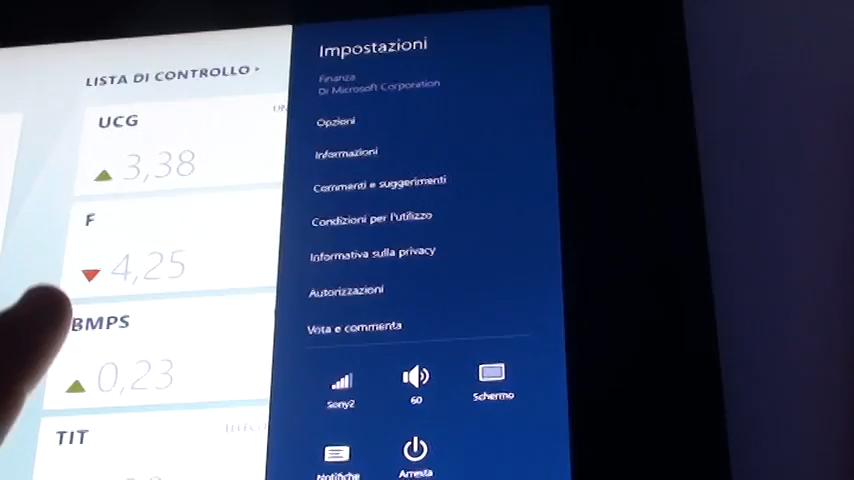 LISTA DI CONTROLLO
UCG
3,38
F
4,25
BMPS
0,23
TIT
Impostazioni
Finanza
Di Microsoft Corporation
Opzioni
Informazioni
Commenti e suggerimenti
Condizioni per l'utilizzo
Informativa sulla privacy
Autorizzazioni
Vota e commenta
Sony2
60
Schermo
Notifiche
Arresta